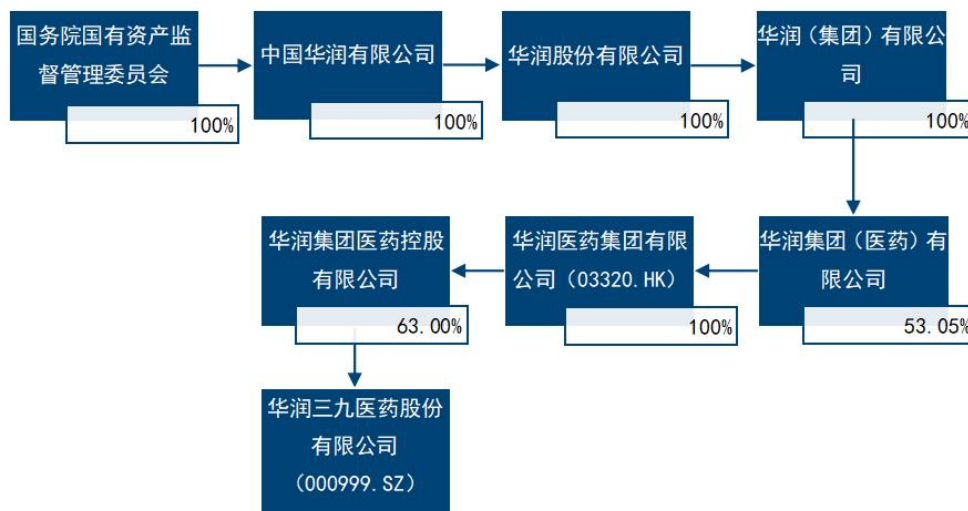 国务院国有资产监
督管理委员会
100%
中国华润有限公司
100%
华润股份有限公司
100%
华润（集团）有限公
司
100%
华润集团（医药）有
限公司
53.05%
华润医药集团有限
公司（03320.HK）
100%
华润集团医药控股
有限公司
63.00%
华润三九医药股份
有限公司
（000999.SZ）